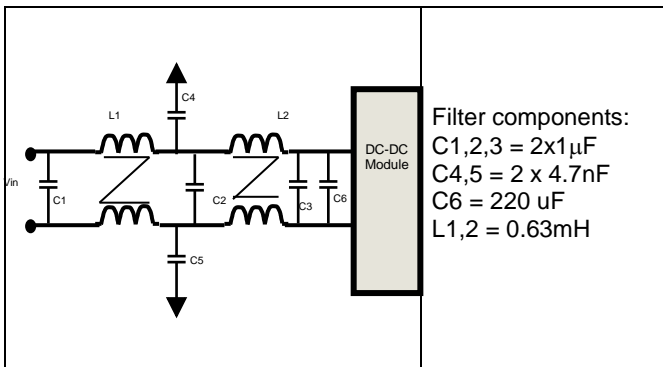 C4
L1
L2
DC-DC
Module
Vin
C1
C2
C3
C6
C5
Filter components:
C1,2,3 = 2x1μF
C4,5 = 2 x 4.7nF
C6 = 220 uF
L1,2 = 0.63mH